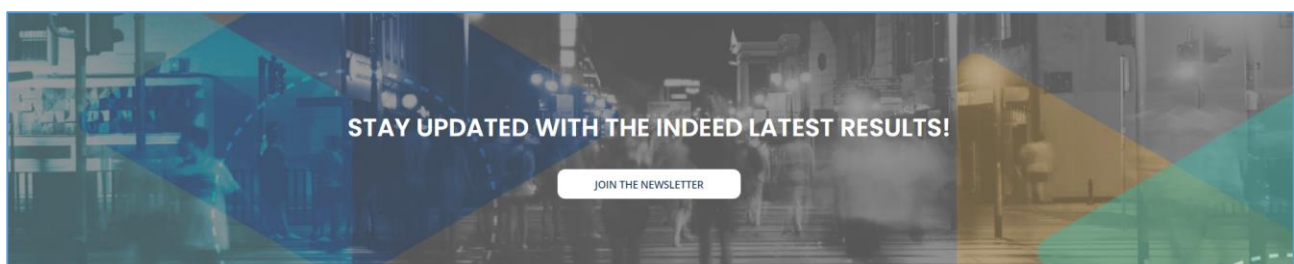 STAY UPDATED WITH THE INDEED LATEST RESULTS!
JOIN THE NEWSLETTER